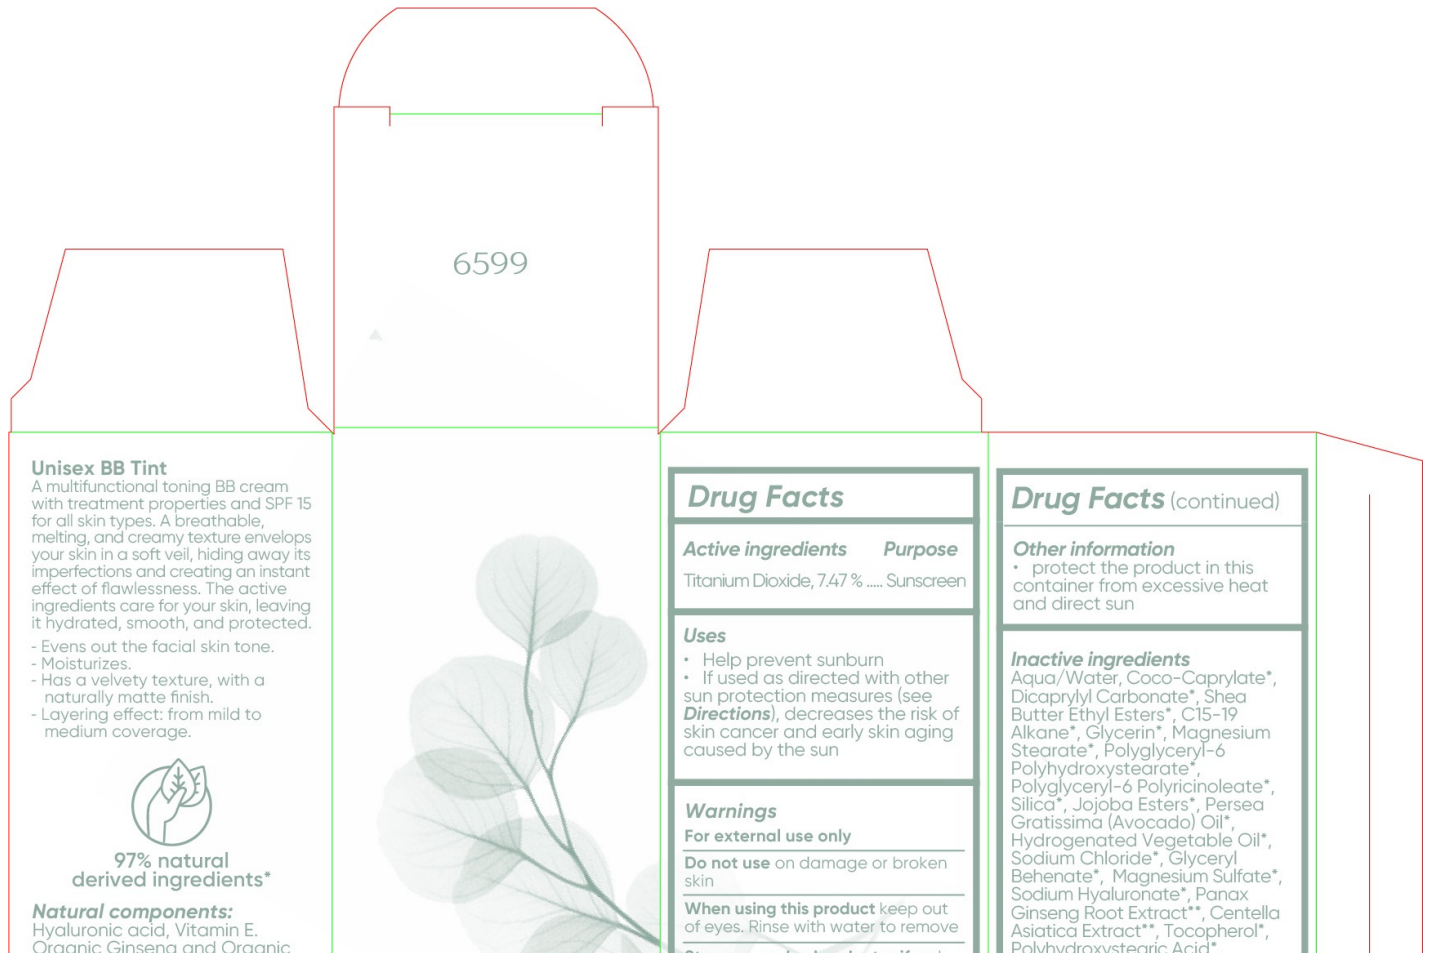 6599
Unisex BB Tint
A multifunctional toning BB cream
with treatment properties and SPF 15
for all skin types. A breathable,
melting, and creamy texture envelops
your skin in a soft veil, hiding away its
imperfections and creating an instant
effect of flawlessness. The active
ingredients care for your skin, leaving
it hydrated, smooth, and protected.
- Evens out the facial skin tone.
- Moisturizes.
- Has a velvety texture, with a
naturally matte finish.
- Layering effect: from mild to
medium coverage.
97% natural
derived ingredients*
Natural components:
Hyaluronic acid, Vitamin E.
Organic Ginseng and Organic
Drug Facts
Active ingredients Purpose
Titanium Dioxide, 7.47 % ..... Sunscreen
Uses
• Help prevent sunburn
• If used as directed with other
sun protection measures (see
Directions), decreases the risk of
skin cancer and early skin aging
caused by the sun
Warnings
For external use only
Do not use on damage or broken
skin
When using this product keep out
of eyes. Rinse with water to remove
Drug Facts (continued)
Other information
• protect the product in this
container from excessive heat
and direct sun
Inactive ingredients
Aqua/Water, Coco-Caprylate*,
Dicaprylyl Carbonate*, Shea
Butter Ethyl Esters*, C15-19
Alkane*, Glycerin*, Magnesium
Stearate*, Polyglyceryl-6
Polyhydroxystearate*,
Polyglyceryl-6 Polyricinoleate*,
Silica*, Jojoba Esters*, Persea
Gratissima (Avocado) Oil*,
Hydrogenated Vegetable Oil*,
Sodium Chloride*, Glyceryl
Behenate*, Magnesium Sulfate*,
Sodium Hyaluronate*, Panax
Ginseng Root Extract**, Centella
Asiatica Extract**, Tocopherol*,
Polyhydroxystearic Acid*